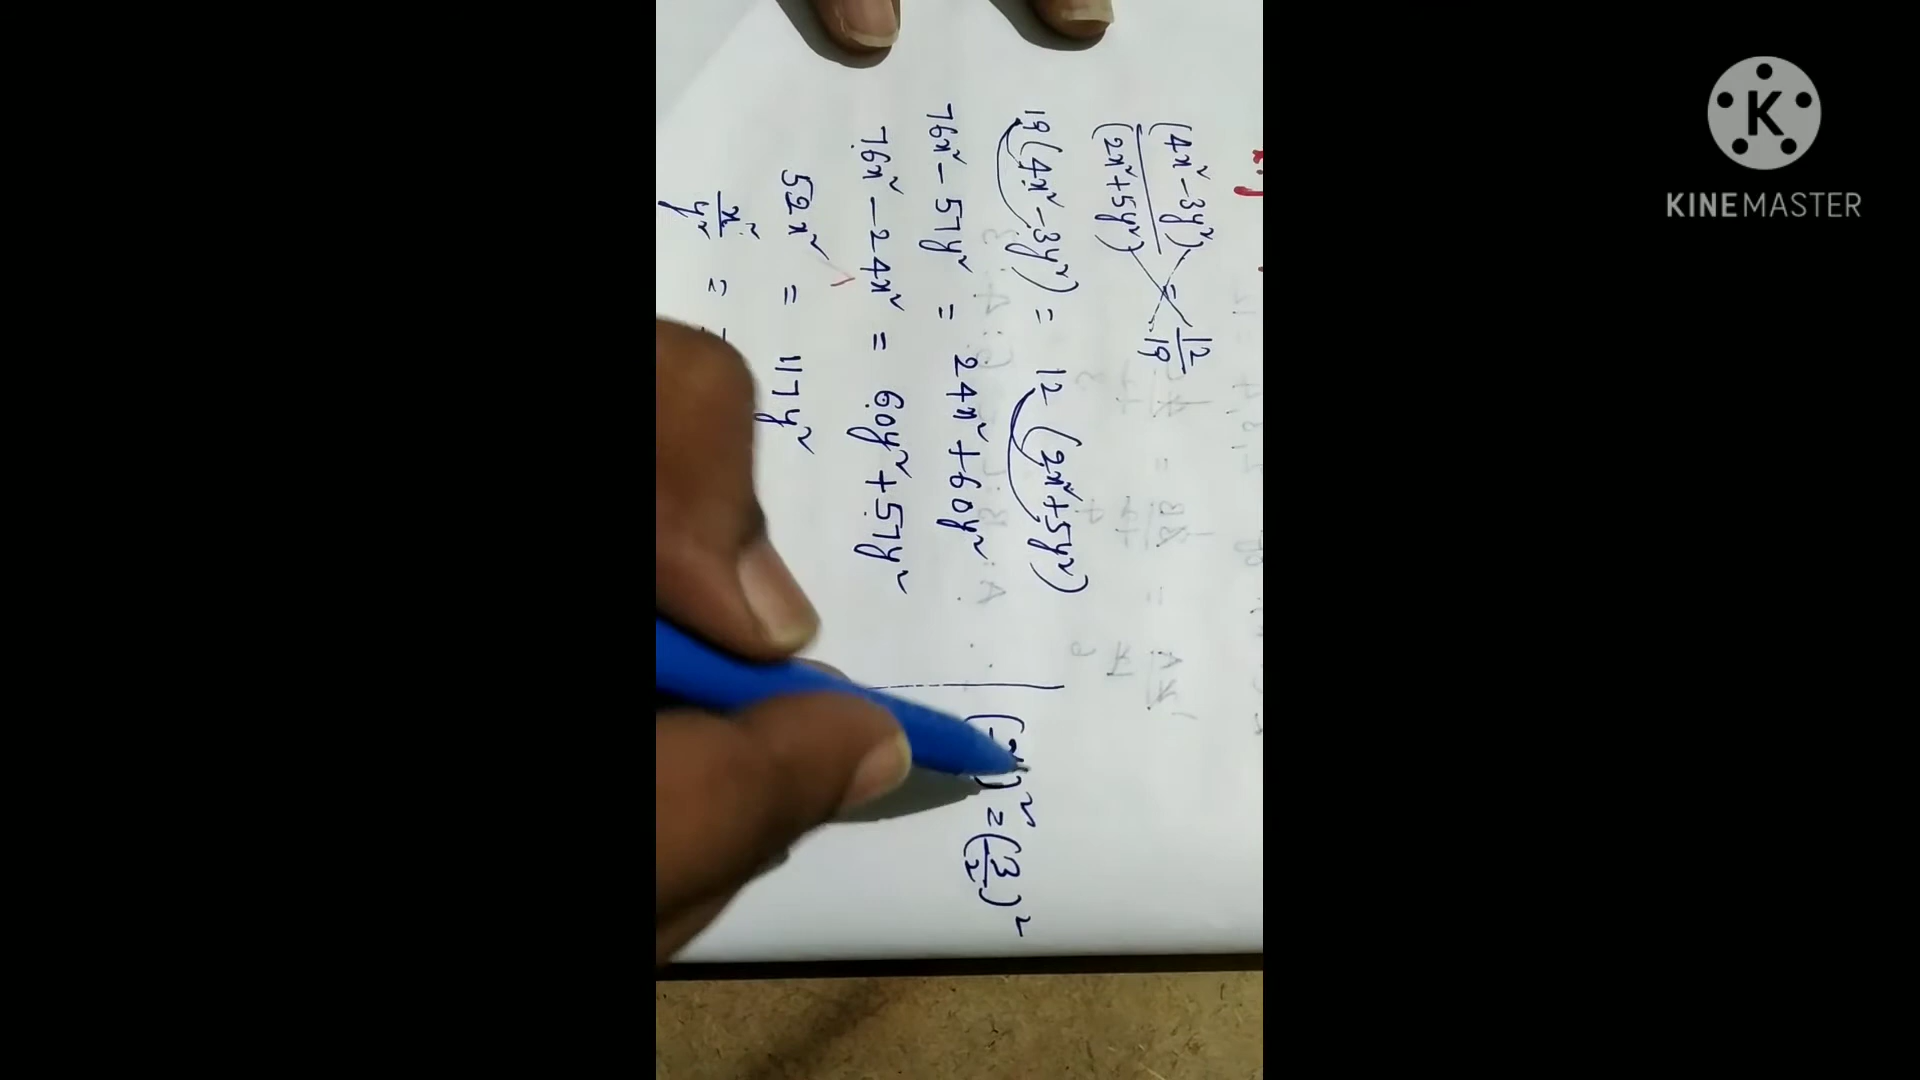 (4x²-3y²)/(2x²+5y²) = 12/19
19(4x²-3y²) = 12(2x²+5y²)
76x²-57y² = 24x²+60y²
76x²-24x² = 60y²+57y²
52x² = 117y²
x²/y² =
)² = (3/2)²
KINEMASTER